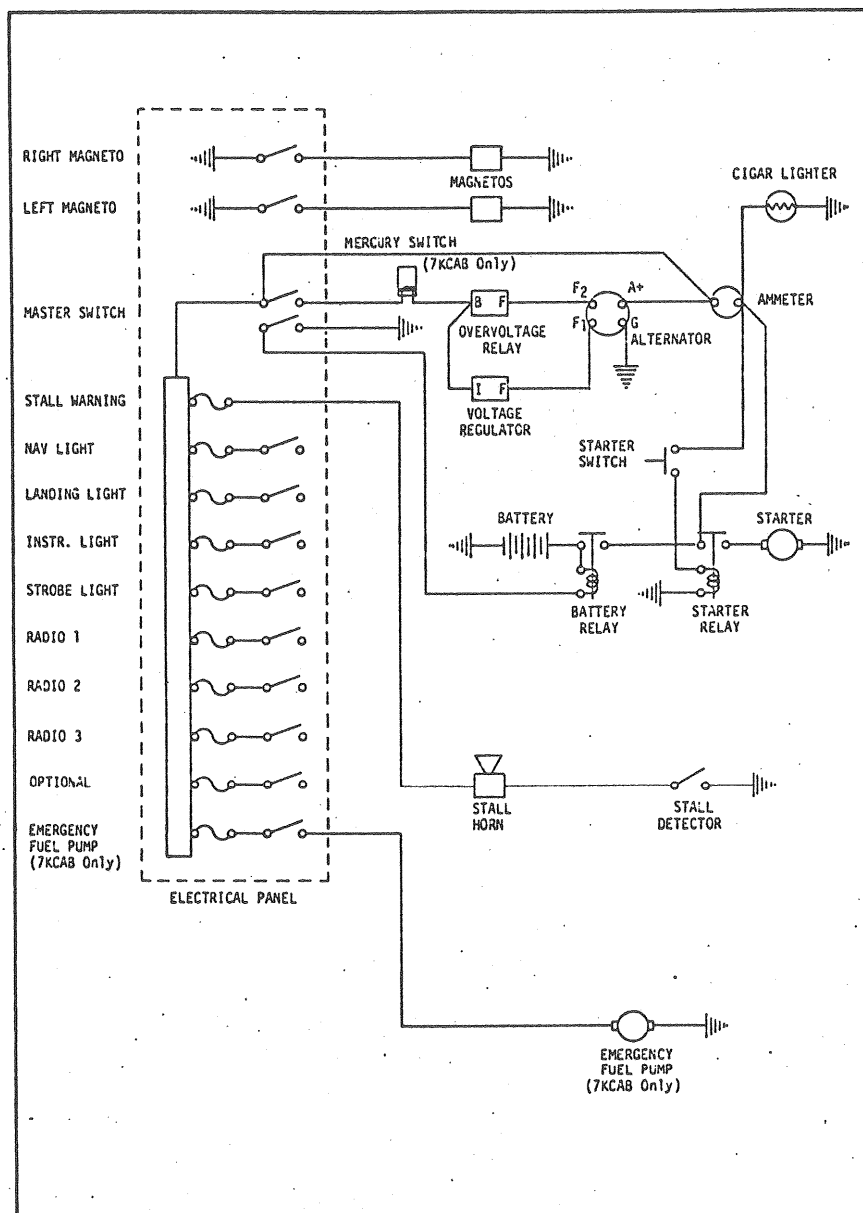 RIGHT MAGNETO
MAGNETOS
CIGAR LIGHTER
LEFT MAGNETO
MERCURY SWITCH
(7KCAB Only)
MASTER SWITCH
B F
F2
A+
F1
G
AMMETER
OVERVOLTAGE
RELAY
ALTERNATOR
I F
VOLTAGE
REGULATOR
STALL WARNING
NAV LIGHT
STARTER
SWITCH
LANDING LIGHT
INSTR. LIGHT
BATTERY
STARTER
STROBE LIGHT
BATTERY
RELAY
STARTER
RELAY
RADIO 1
RADIO 2
RADIO 3
OPTIONAL
STALL
HORN
STALL
DETECTOR
EMERGENCY
FUEL PUMP
(7KCAB Only)
ELECTRICAL PANEL
EMERGENCY
FUEL PUMP
(7KCAB Only)